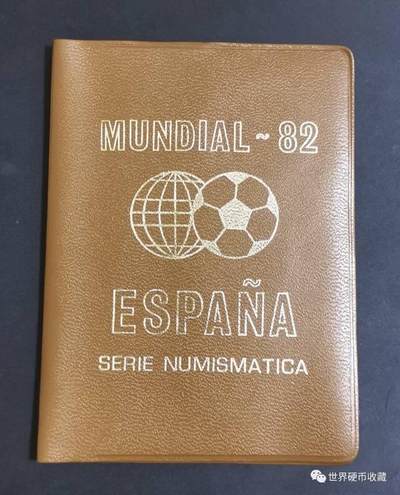 MUNDIAL ~ 82
ESPAÑA
SERIE NUMISMATICA
世界硬币收藏